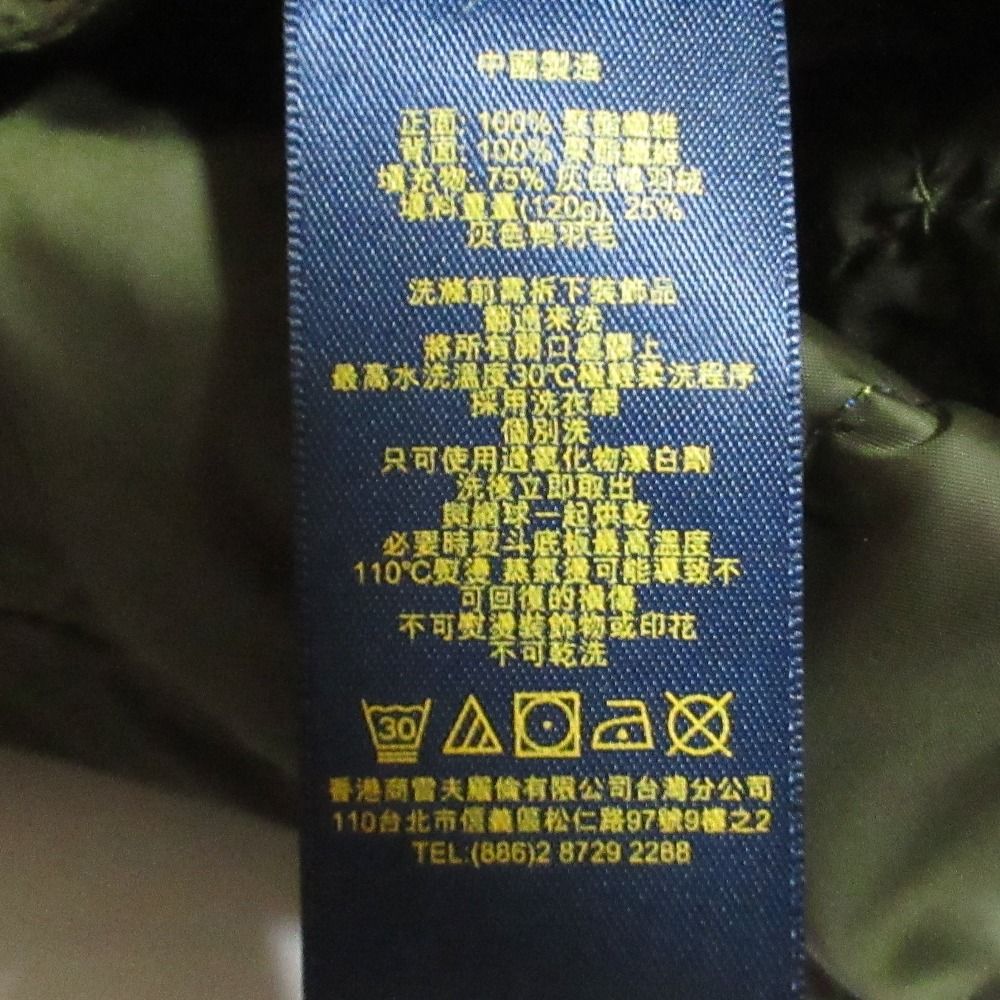 中國製造
正面: 100% 聚酯纖維
背面: 100% 聚酯纖維
填充物, 75% 灰色鴨羽絨
填料重量(120g), 25%
灰色鴨羽毛
洗滌前需拆下裝飾品
翻過來洗
將所有開口處關上
最高水洗溫度30℃極輕柔洗程序
採用洗衣網
個別洗
只可使用過氧化物漂白劑
洗後立即取出
與網球一起烘乾
必要時熨斗底板最高溫度
110℃熨燙 蒸氣燙可能導致不
可回復的損傷
不可熨燙裝飾物或印花
不可乾洗
30
香港商雷夫羅倫有限公司台灣分公司
110台北市信義區松仁路97號9樓之2
TEL:(886)2 8729 2288